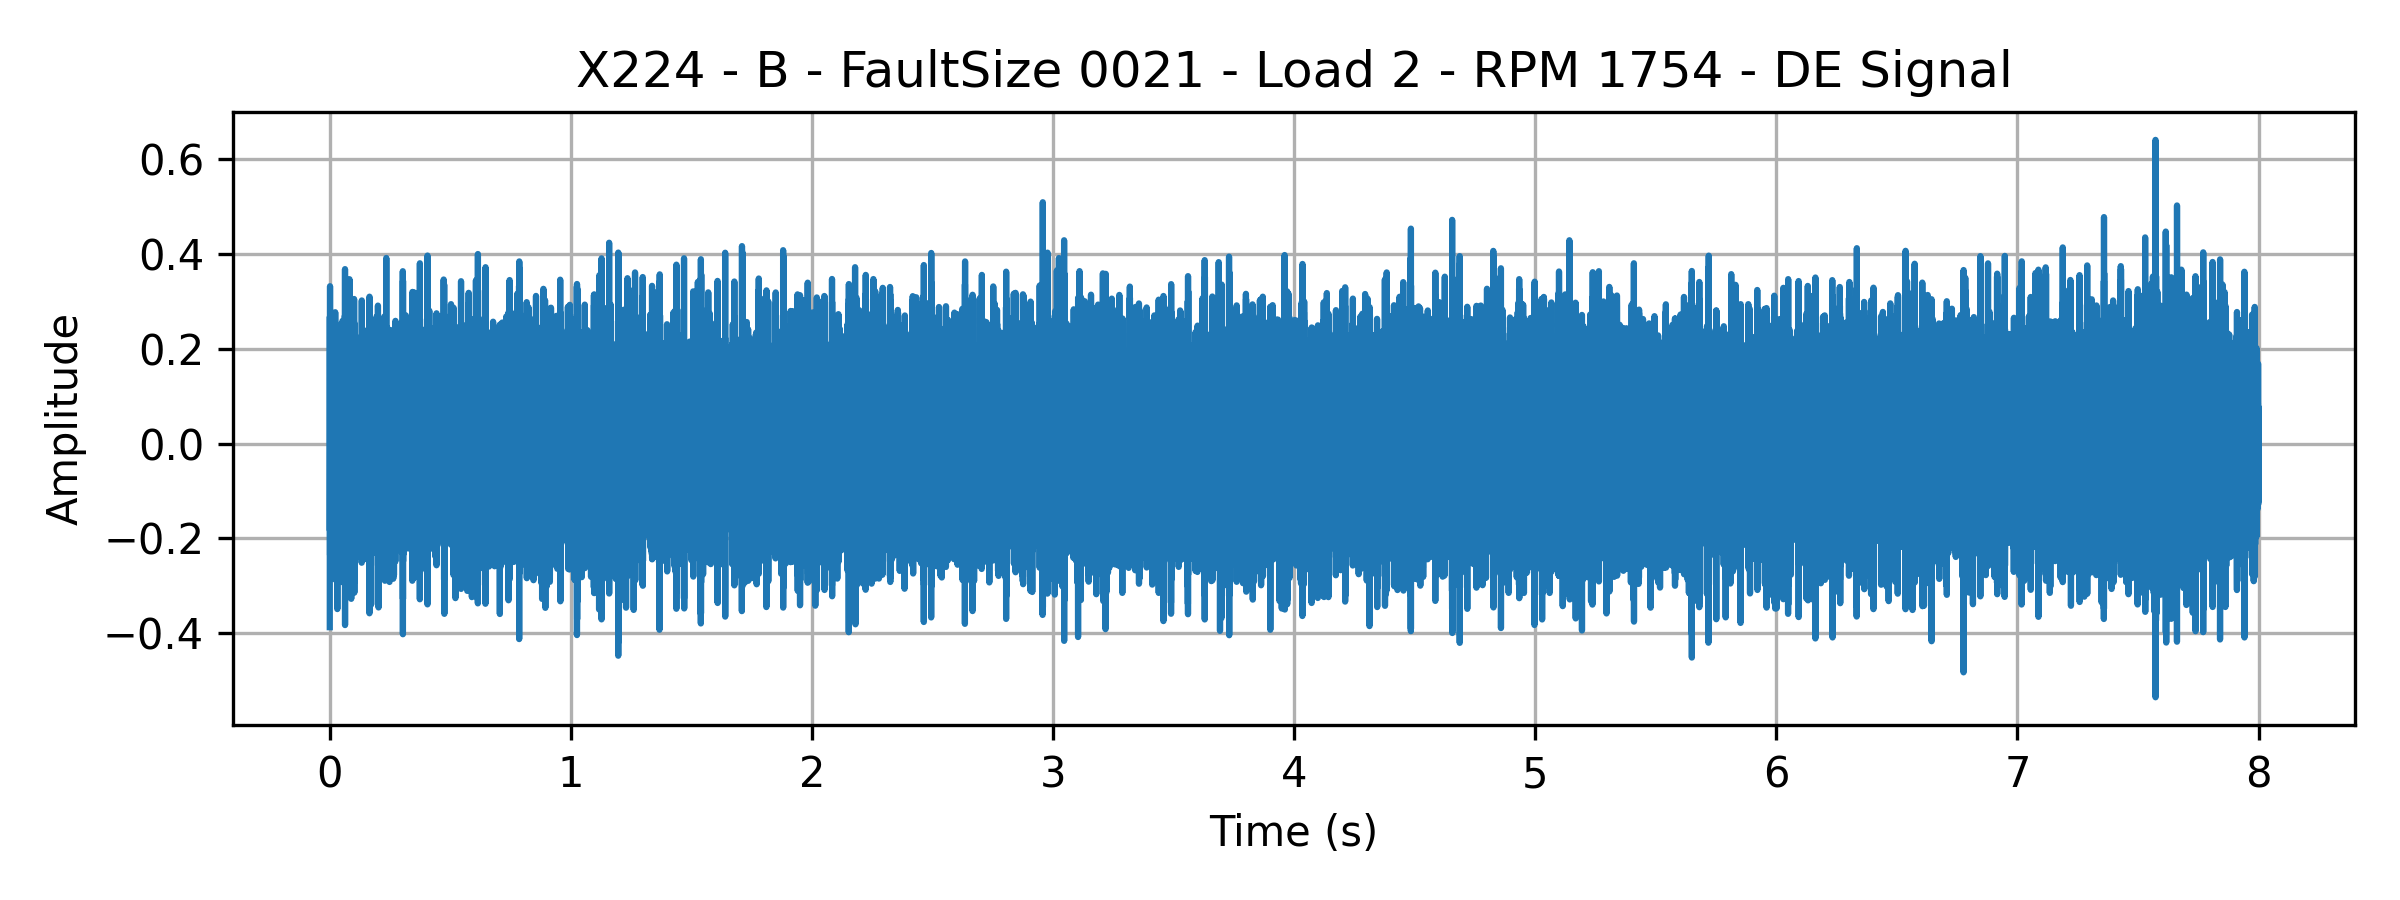 X224 - B - FaultSize 0021 - Load 2 - RPM 1754 - DE Signal
Amplitude
0.6
0.4
0.2
0.0
−0.2
−0.4
0 1 2 3 4 5 6 7 8
Time (s)